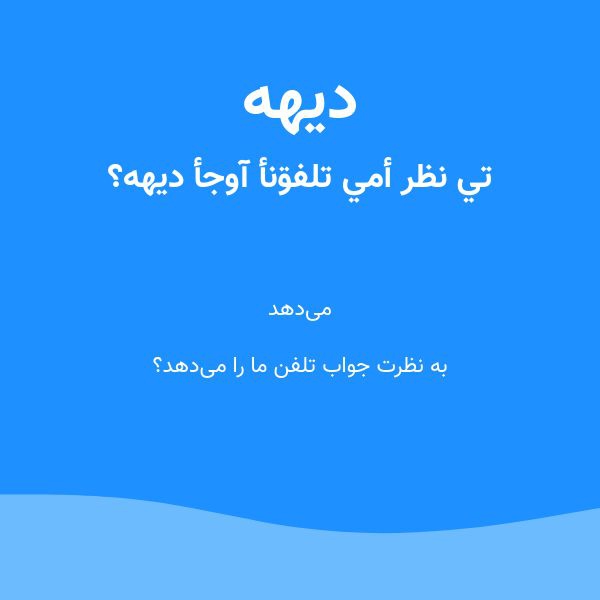 ديهه
تي نظر أمي تلفؤنأ آوجأ ديهه؟
می‌دهد
به نظرت جواب تلفن ما را می‌دهد؟